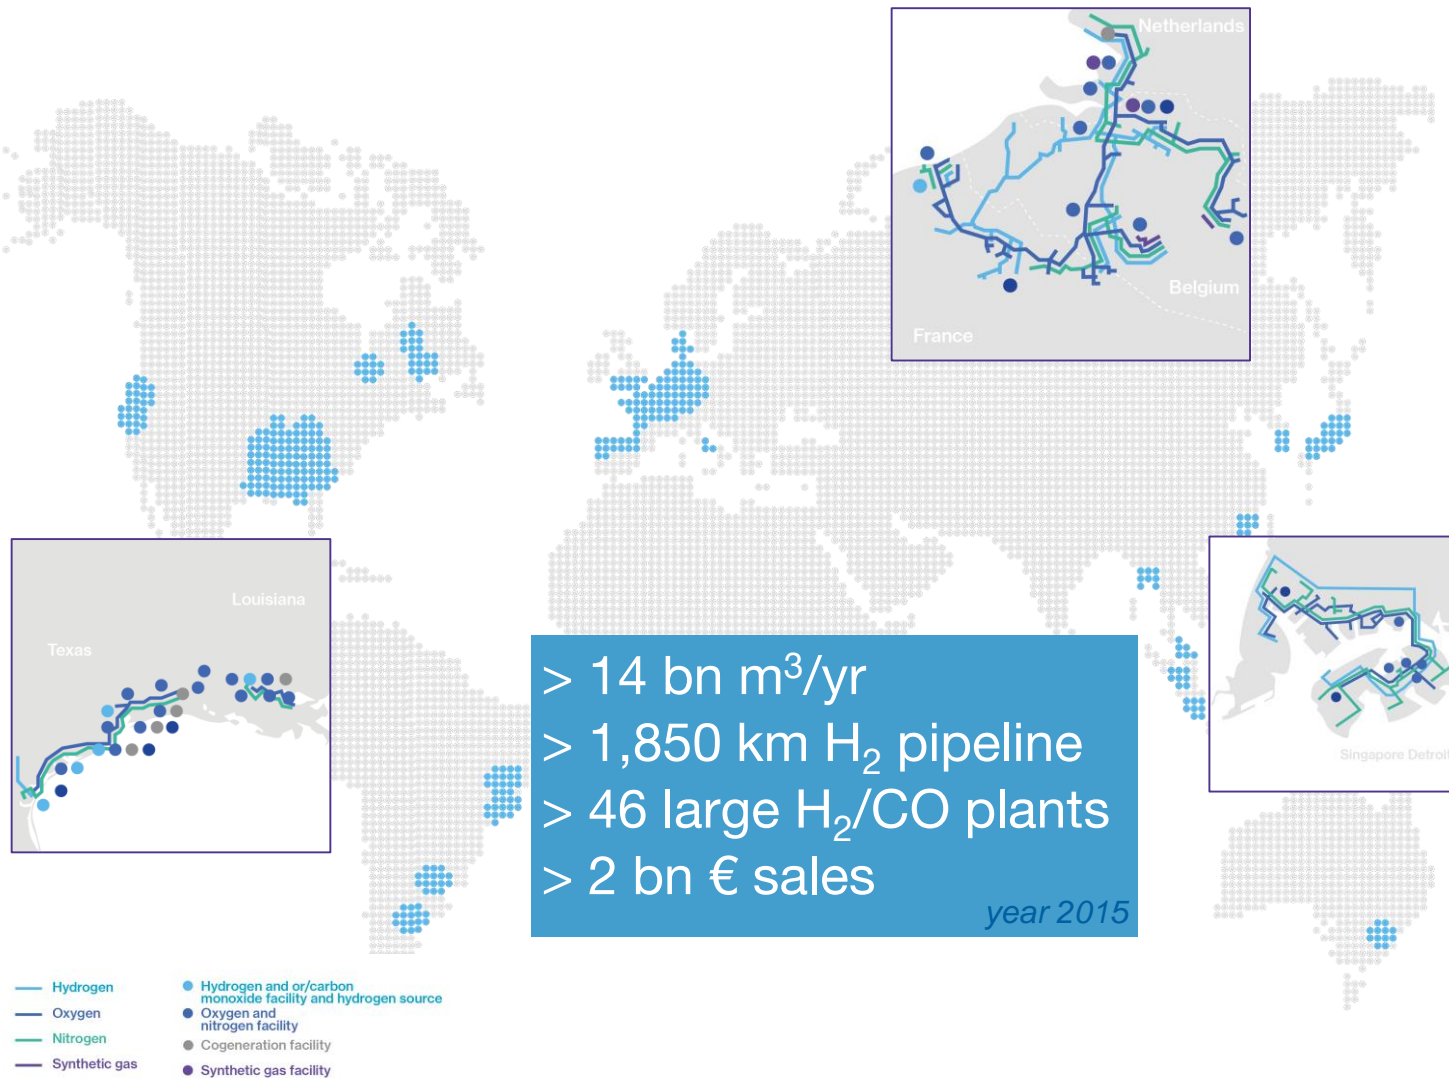 Netherlands
Belgium
France
Louisiana
Texas
> 14 bn m³/yr
> 1,850 km H₂ pipeline
> 46 large H₂/CO plants
> 2 bn € sales
year 2015
Singapore Detroit
Hydrogen
Oxygen
Nitrogen
Synthetic gas
Hydrogen and or/carbon
monoxide facility and hydrogen source
Oxygen and
nitrogen facility
Cogeneration facility
Synthetic gas facility